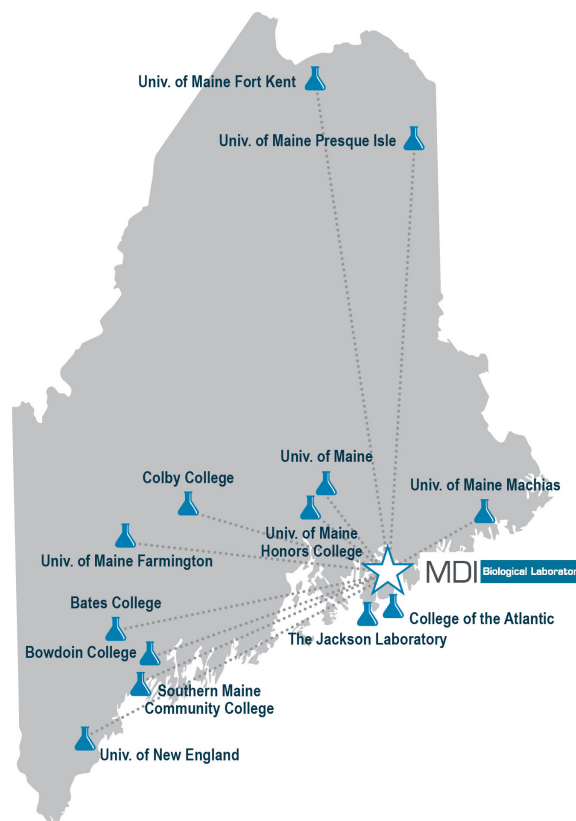 Univ. of Maine Fort Kent
Univ. of Maine Presque Isle
Univ. of Maine
Colby College
Univ. of Maine Machias
Univ. of Maine
Honors College
Univ. of Maine Farmington
MDI Biological Laborator
Bates College
College of the Atlantic
The Jackson Laboratory
Bowdoin College
Southern Maine
Community College
Univ. of New England